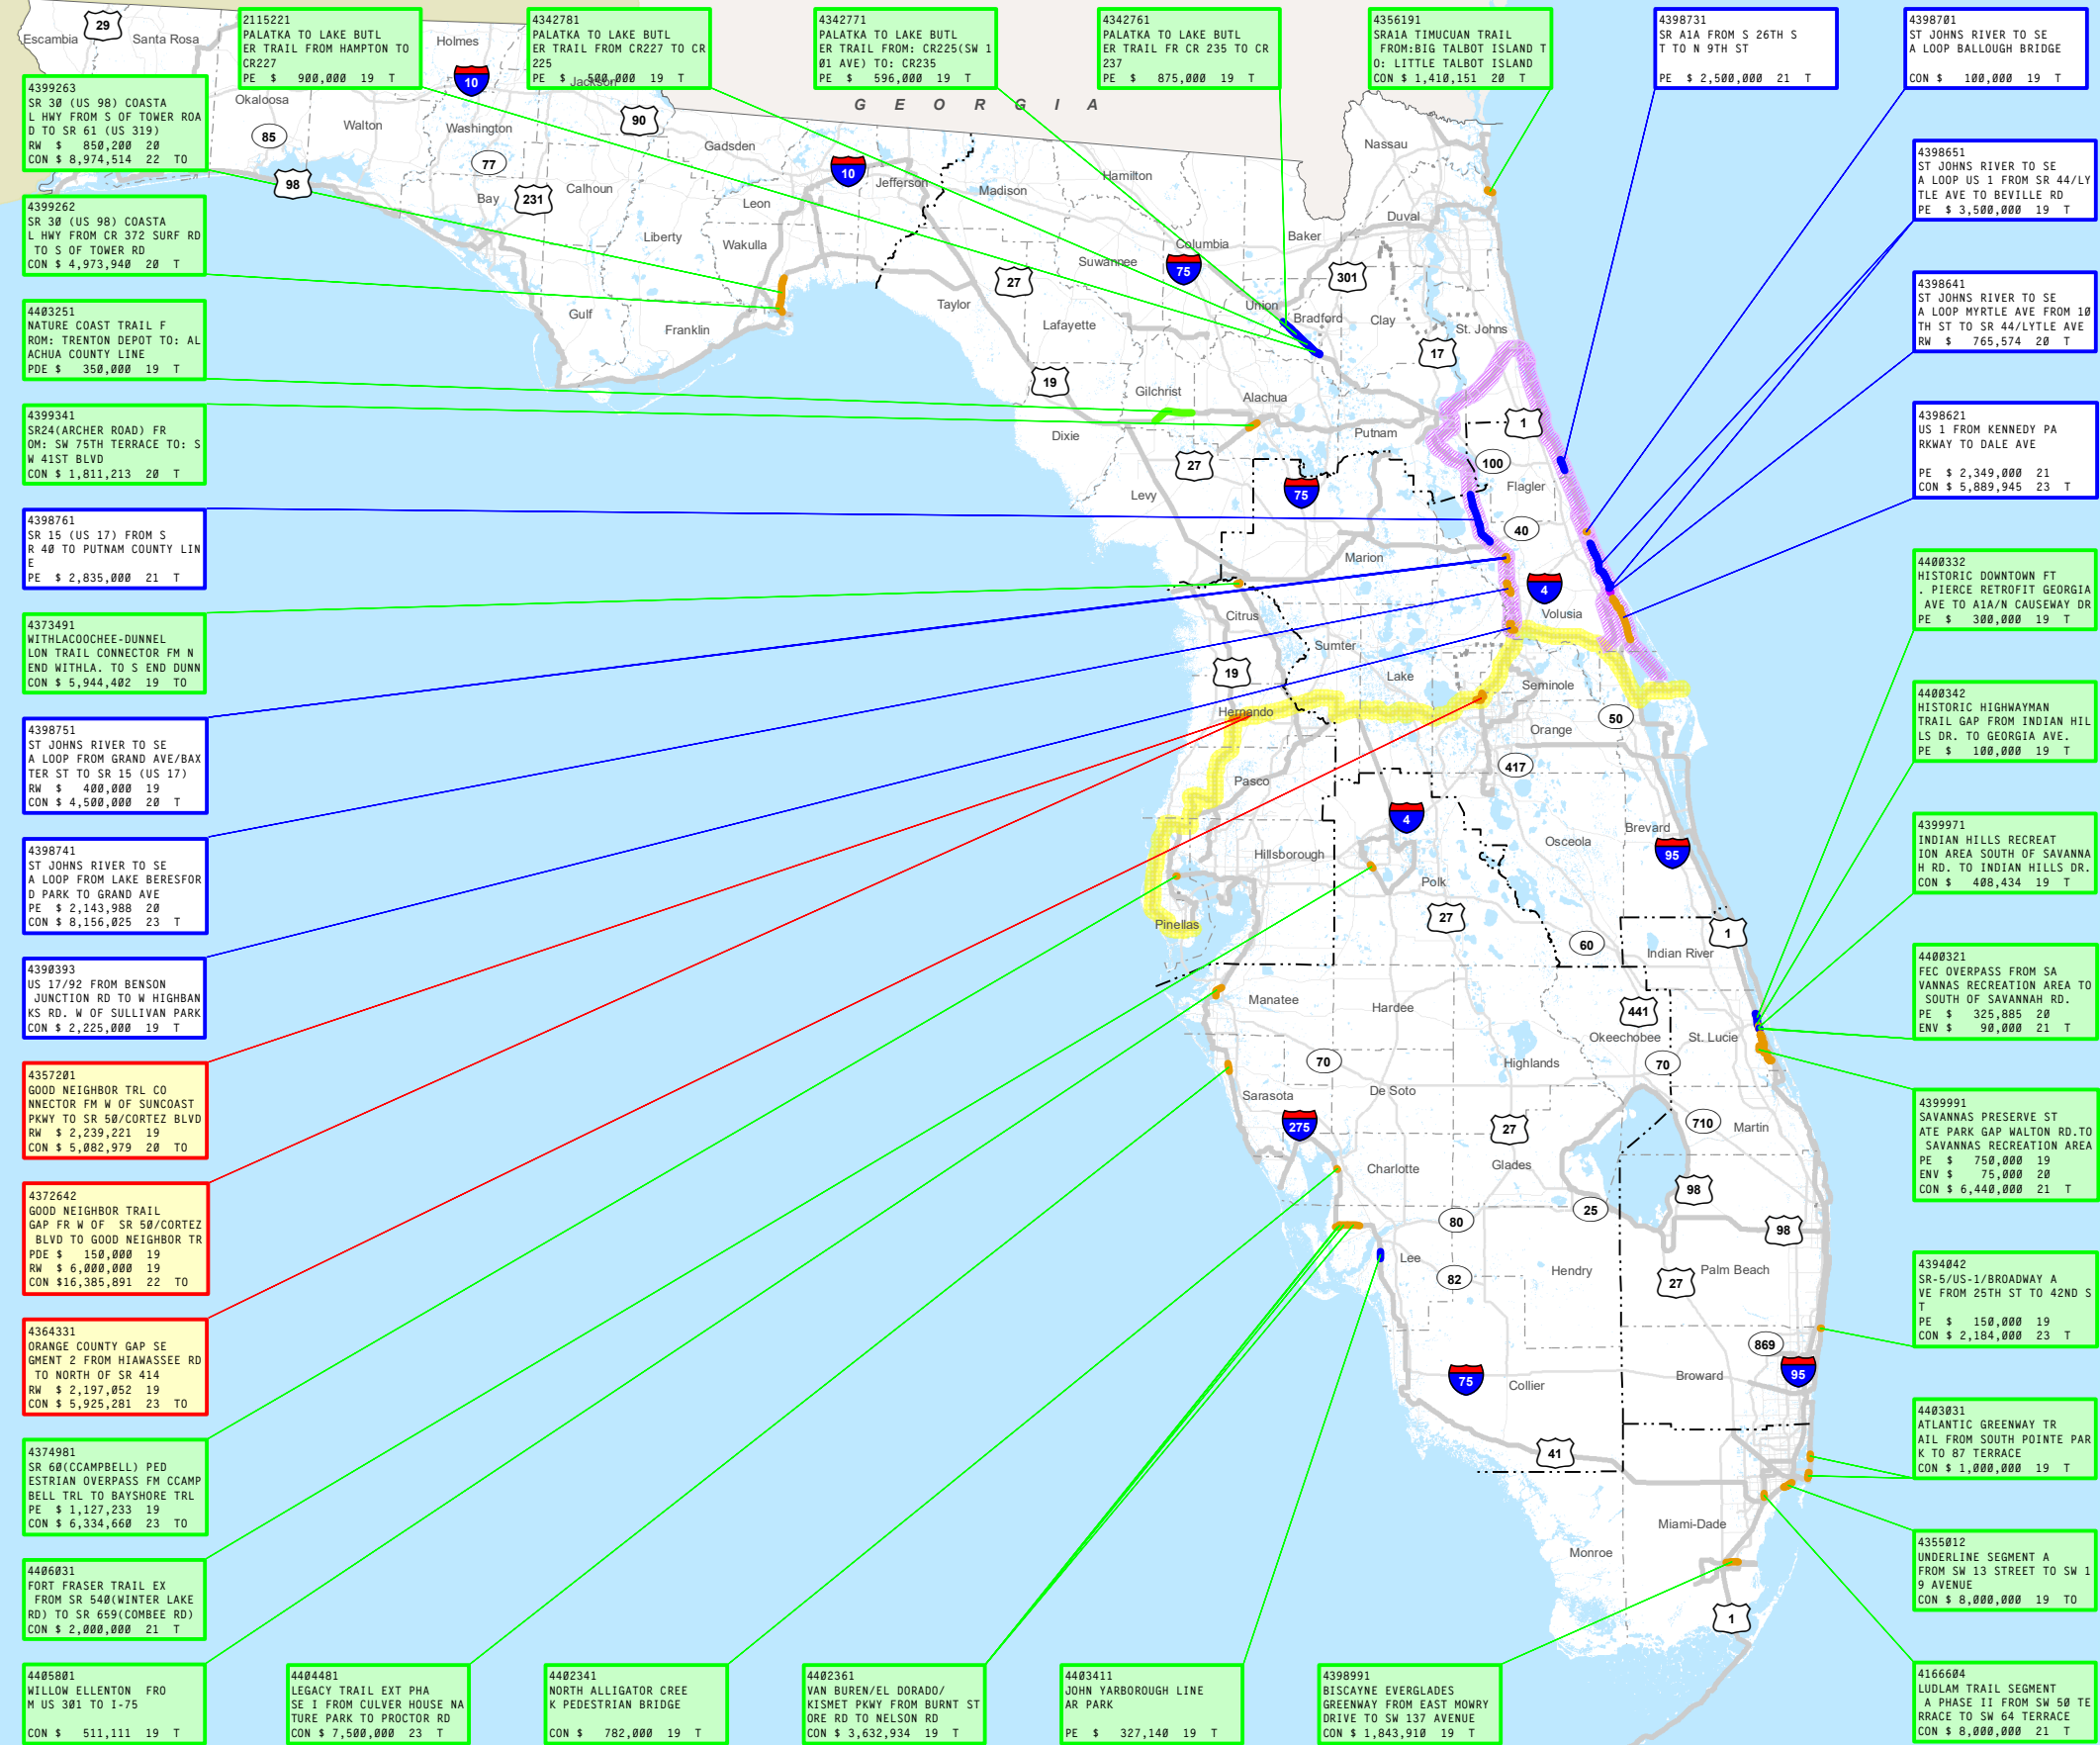 2115221
PALATKA TO LAKE BUTL
ER TRAIL FROM HAMPTON TO
CR227
PE $ 900,000 19 T
4342781
PALATKA TO LAKE BUTL
ER TRAIL FROM CR227 TO CR
225
PE $ 500,000 19 T
4342771
PALATKA TO LAKE BUTL
ER TRAIL FROM: CR225(SW 1
01 AVE) TO: CR235
PE $ 596,000 19 T
4342761
PALATKA TO LAKE BUTL
ER TRAIL FR CR 235 TO CR
237
PE $ 875,000 19 T
4356191
SRA1A TIMUCUAN TRAIL
FROM:BIG TALBOT ISLAND T
O: LITTLE TALBOT ISLAND
CON $ 1,410,151 20 T
4398731
SR A1A FROM S 26TH S
T TO N 9TH ST
PE $ 2,500,000 21 T
4398701
ST JOHNS RIVER TO SE
A LOOP BALLOUGH BRIDGE
CON $ 100,000 19 T
4399263
SR 30 (US 98) COASTA
L HWY FROM S OF TOWER ROA
D TO SR 61 (US 319)
RW $ 850,200 20
CON $ 8,974,514 22 TO
4399262
SR 30 (US 98) COASTA
L HWY FROM CR 372 SURF RD
TO S OF TOWER RD
CON $ 4,973,940 20 T
4403251
NATURE COAST TRAIL F
ROM: TRENTON DEPOT TO: AL
ACHUA COUNTY LINE
PDE $ 350,000 19 T
4399341
SR24(ARCHER ROAD) FR
OM: SW 75TH TERRACE TO: S
W 41ST BLVD
CON $ 1,811,213 20 T
4398761
SR 15 (US 17) FROM S
R 40 TO PUTNAM COUNTY LIN
E
PE $ 2,835,000 21 T
4373491
WITHLACOOCHEE-DUNNEL
LON TRAIL CONNECTOR FM N
END WITHLA. TO S END DUNN
CON $ 5,944,402 19 TO
4398751
ST JOHNS RIVER TO SE
A LOOP FROM GRAND AVE/BAX
TER ST TO SR 15 (US 17)
RW $ 400,000 19
CON $ 4,500,000 20 T
4398741
ST JOHNS RIVER TO SE
A LOOP FROM LAKE BERESFOR
D PARK TO GRAND AVE
PE $ 2,143,988 20
CON $ 8,156,025 23 T
4390393
US 17/92 FROM BENSON
JUNCTION RD TO W HIGHBAN
KS RD. W OF SULLIVAN PARK
CON $ 2,225,000 19 T
4357201
GOOD NEIGHBOR TRL CO
NNECTOR FM W OF SUNCOAST
PKWY TO SR 50/CORTEZ BLVD
RW $ 2,239,221 19
CON $ 5,082,979 20 TO
4372642
GOOD NEIGHBOR TRAIL
GAP FR W OF SR 50/CORTEZ
BLVD TO GOOD NEIGHBOR TR
PDE $ 150,000 19
RW $ 6,000,000 19
CON $16,385,891 22 TO
4364331
ORANGE COUNTY GAP SE
GMENT 2 FROM HIAWASSEE RD
TO NORTH OF SR 414
RW $ 2,197,052 19
CON $ 5,925,281 23 TO
4374981
SR 60(CCAMPBELL) PED
ESTRIAN OVERPASS FM CCAMP
BELL TRL TO BAYSHORE TRL
PE $ 1,127,233 19
CON $ 6,334,660 23 TO
4406031
FORT FRASER TRAIL EX
FROM SR 540(WINTER LAKE
RD) TO SR 659(COMBEE RD)
CON $ 2,000,000 21 T
4405801
WILLOW ELLENTON FRO
M US 301 TO I-75
CON $ 511,111 19 T
4404481
LEGACY TRAIL EXT PHA
SE I FROM CULVER HOUSE NA
TURE PARK TO PROCTOR RD
CON $ 7,500,000 23 T
4402341
NORTH ALLIGATOR CREE
K PEDESTRIAN BRIDGE
CON $ 782,000 19 T
4402361
VAN BUREN/EL DORADO/
KISMET PKWY FROM BURNT ST
ORE RD TO NELSON RD
CON $ 3,632,934 19 T
4403411
JOHN YARBOROUGH LINE
AR PARK
PE $ 327,140 19 T
4398991
BISCAYNE EVERGLADES
GREENWAY FROM EAST MOWRY
DRIVE TO SW 137 AVENUE
CON $ 1,843,910 19 T
4398651
ST JOHNS RIVER TO SE
A LOOP US 1 FROM SR 44/LY
TLE AVE TO BEVILLE RD
PE $ 3,500,000 19 T
4398641
ST JOHNS RIVER TO SE
A LOOP MYRTLE AVE FROM 10
TH ST TO SR 44/LYTLE AVE
RW $ 765,574 20 T
4398621
US 1 FROM KENNEDY PA
RKWAY TO DALE AVE
PE $ 2,349,000 21
CON $ 5,889,945 23 T
4400332
HISTORIC DOWNTOWN FT
. PIERCE RETROFIT GEORGIA
AVE TO A1A/N CAUSEWAY DR
PE $ 300,000 19 T
4400342
HISTORIC HIGHWAYMAN
TRAIL GAP FROM INDIAN HIL
LS DR. TO GEORGIA AVE.
PE $ 100,000 19 T
4399971
INDIAN HILLS RECREAT
ION AREA SOUTH OF SAVANNA
H RD. TO INDIAN HILLS DR.
CON $ 408,434 19 T
4400321
FEC OVERPASS FROM SA
VANNAS RECREATION AREA TO
SOUTH OF SAVANNAH RD.
PE $ 325,885 20
ENV $ 90,000 21 T
4399991
SAVANNAS PRESERVE ST
ATE PARK GAP WALTON RD.TO
SAVANNAS RECREATION AREA
PE $ 750,000 19
ENV $ 75,000 20
CON $ 6,440,000 21 T
4394042
SR-5/US-1/BROADWAY A
VE FROM 25TH ST TO 42ND S
T
PE $ 150,000 19
CON $ 2,184,000 23 T
4403031
ATLANTIC GREENWAY TR
AIL FROM SOUTH POINTE PAR
K TO 87 TERRACE
CON $ 1,000,000 19 T
4355012
UNDERLINE SEGMENT A
FROM SW 13 STREET TO SW 1
9 AVENUE
CON $ 8,000,000 19 TO
4166604
LUDLAM TRAIL SEGMENT
A PHASE II FROM SW 50 TE
RRACE TO SW 64 TERRACE
CON $ 8,000,000 21 T
GEORGIA
29
Escambia
Santa Rosa
Holmes
10
Jackson
Okaloosa
85
Walton
Washington
90
77
98
Bay
231
Calhoun
Gadsden
10
Jefferson
Leon
Liberty
Wakulla
Gulf
Franklin
Madison
Hamilton
Taylor
27
Lafayette
Suwannee
Columbia
75
Baker
Nassau
Duval
301
Union
Bradford
Clay
St. Johns
17
19
Gilchrist
Alachua
Dixie
27
Levy
Putnam
75
1
100
Flagler
40
Marion
4
Volusia
Citrus
Sumter
19
Lake
Seminole
Hernando
50
Orange
417
Pasco
4
Brevard
Osceola
95
Hillsborough
Polk
27
Pinellas
60
1
Indian River
Manatee
Hardee
441
Okeechobee
St. Lucie
70
Highlands
70
Sarasota
De Soto
275
27
710
Martin
Charlotte
Glades
98
25
80
98
Lee
82
Hendry
27
Palm Beach
869
75
Collier
Broward
95
41
Miami-Dade
Monroe
1